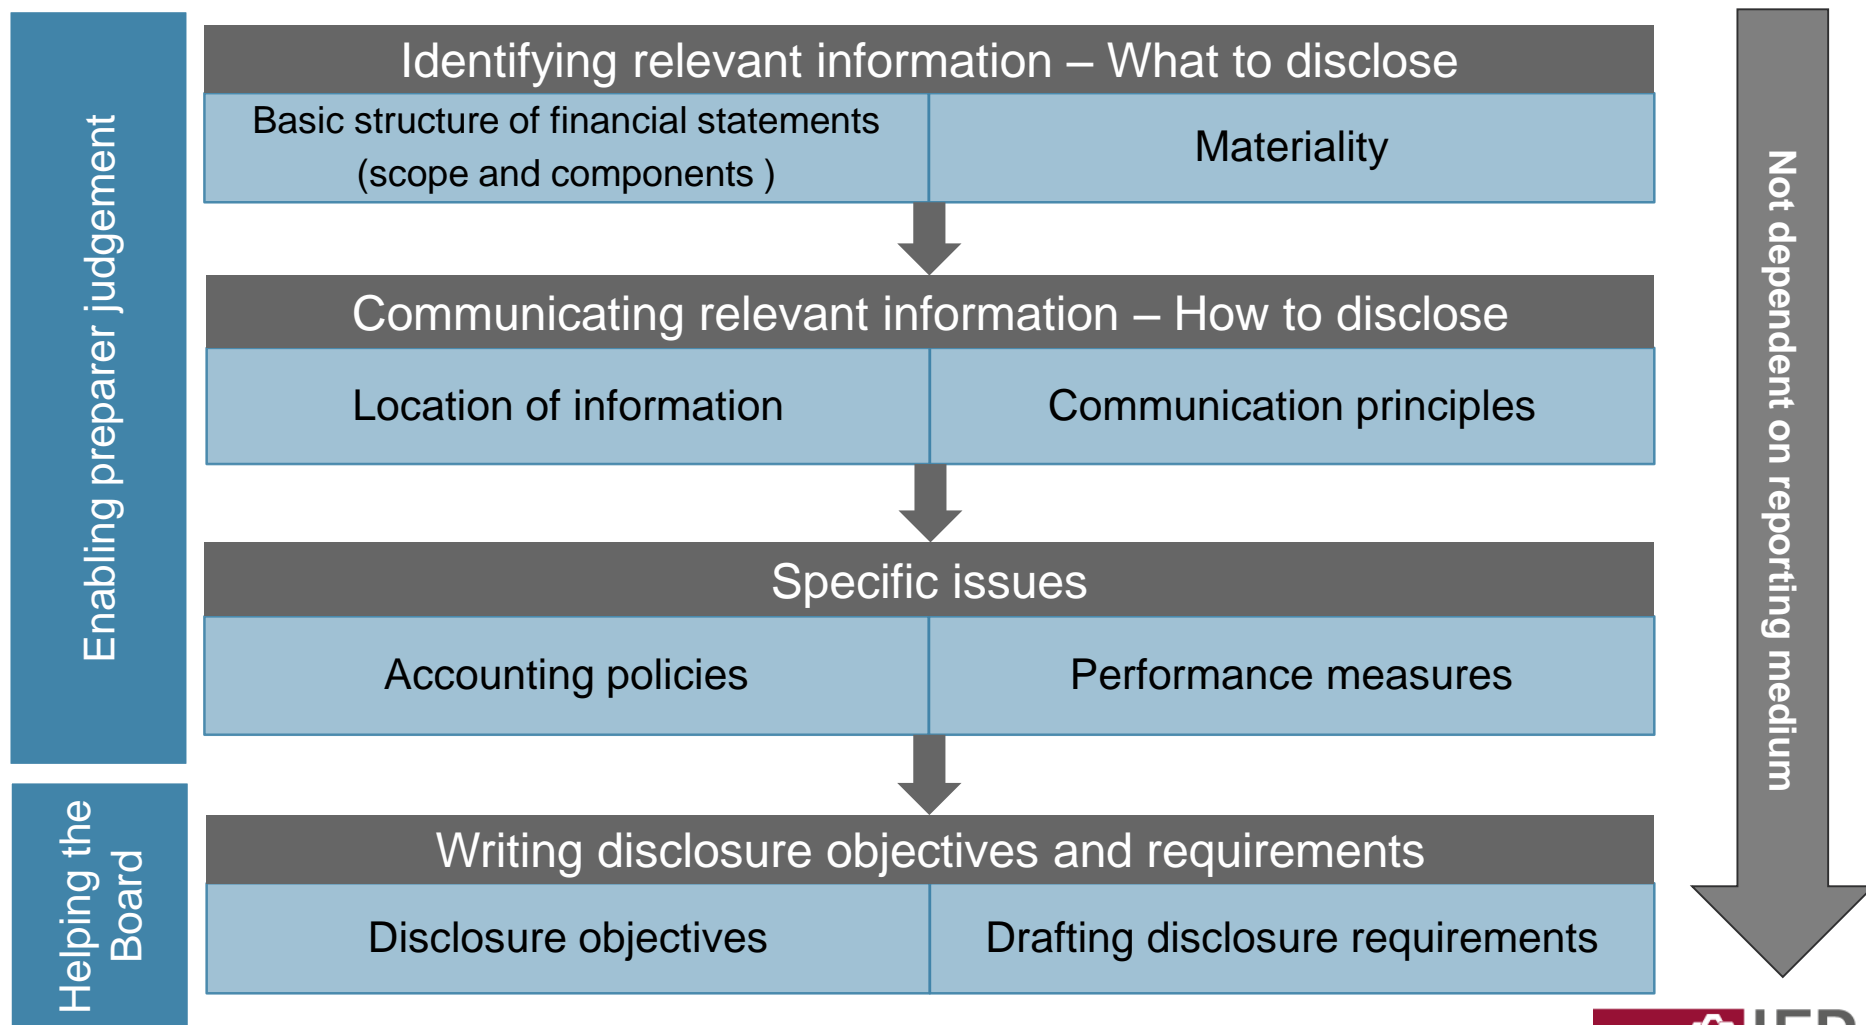 Enabling preparer judgement
Identifying relevant information – What to disclose
Basic structure of financial statements
(scope and components )
Materiality
Communicating relevant information – How to disclose
Location of information
Communication principles
Specific issues
Accounting policies
Performance measures
Helping the
Board
Writing disclosure objectives and requirements
Disclosure objectives
Drafting disclosure requirements
Not dependent on reporting medium